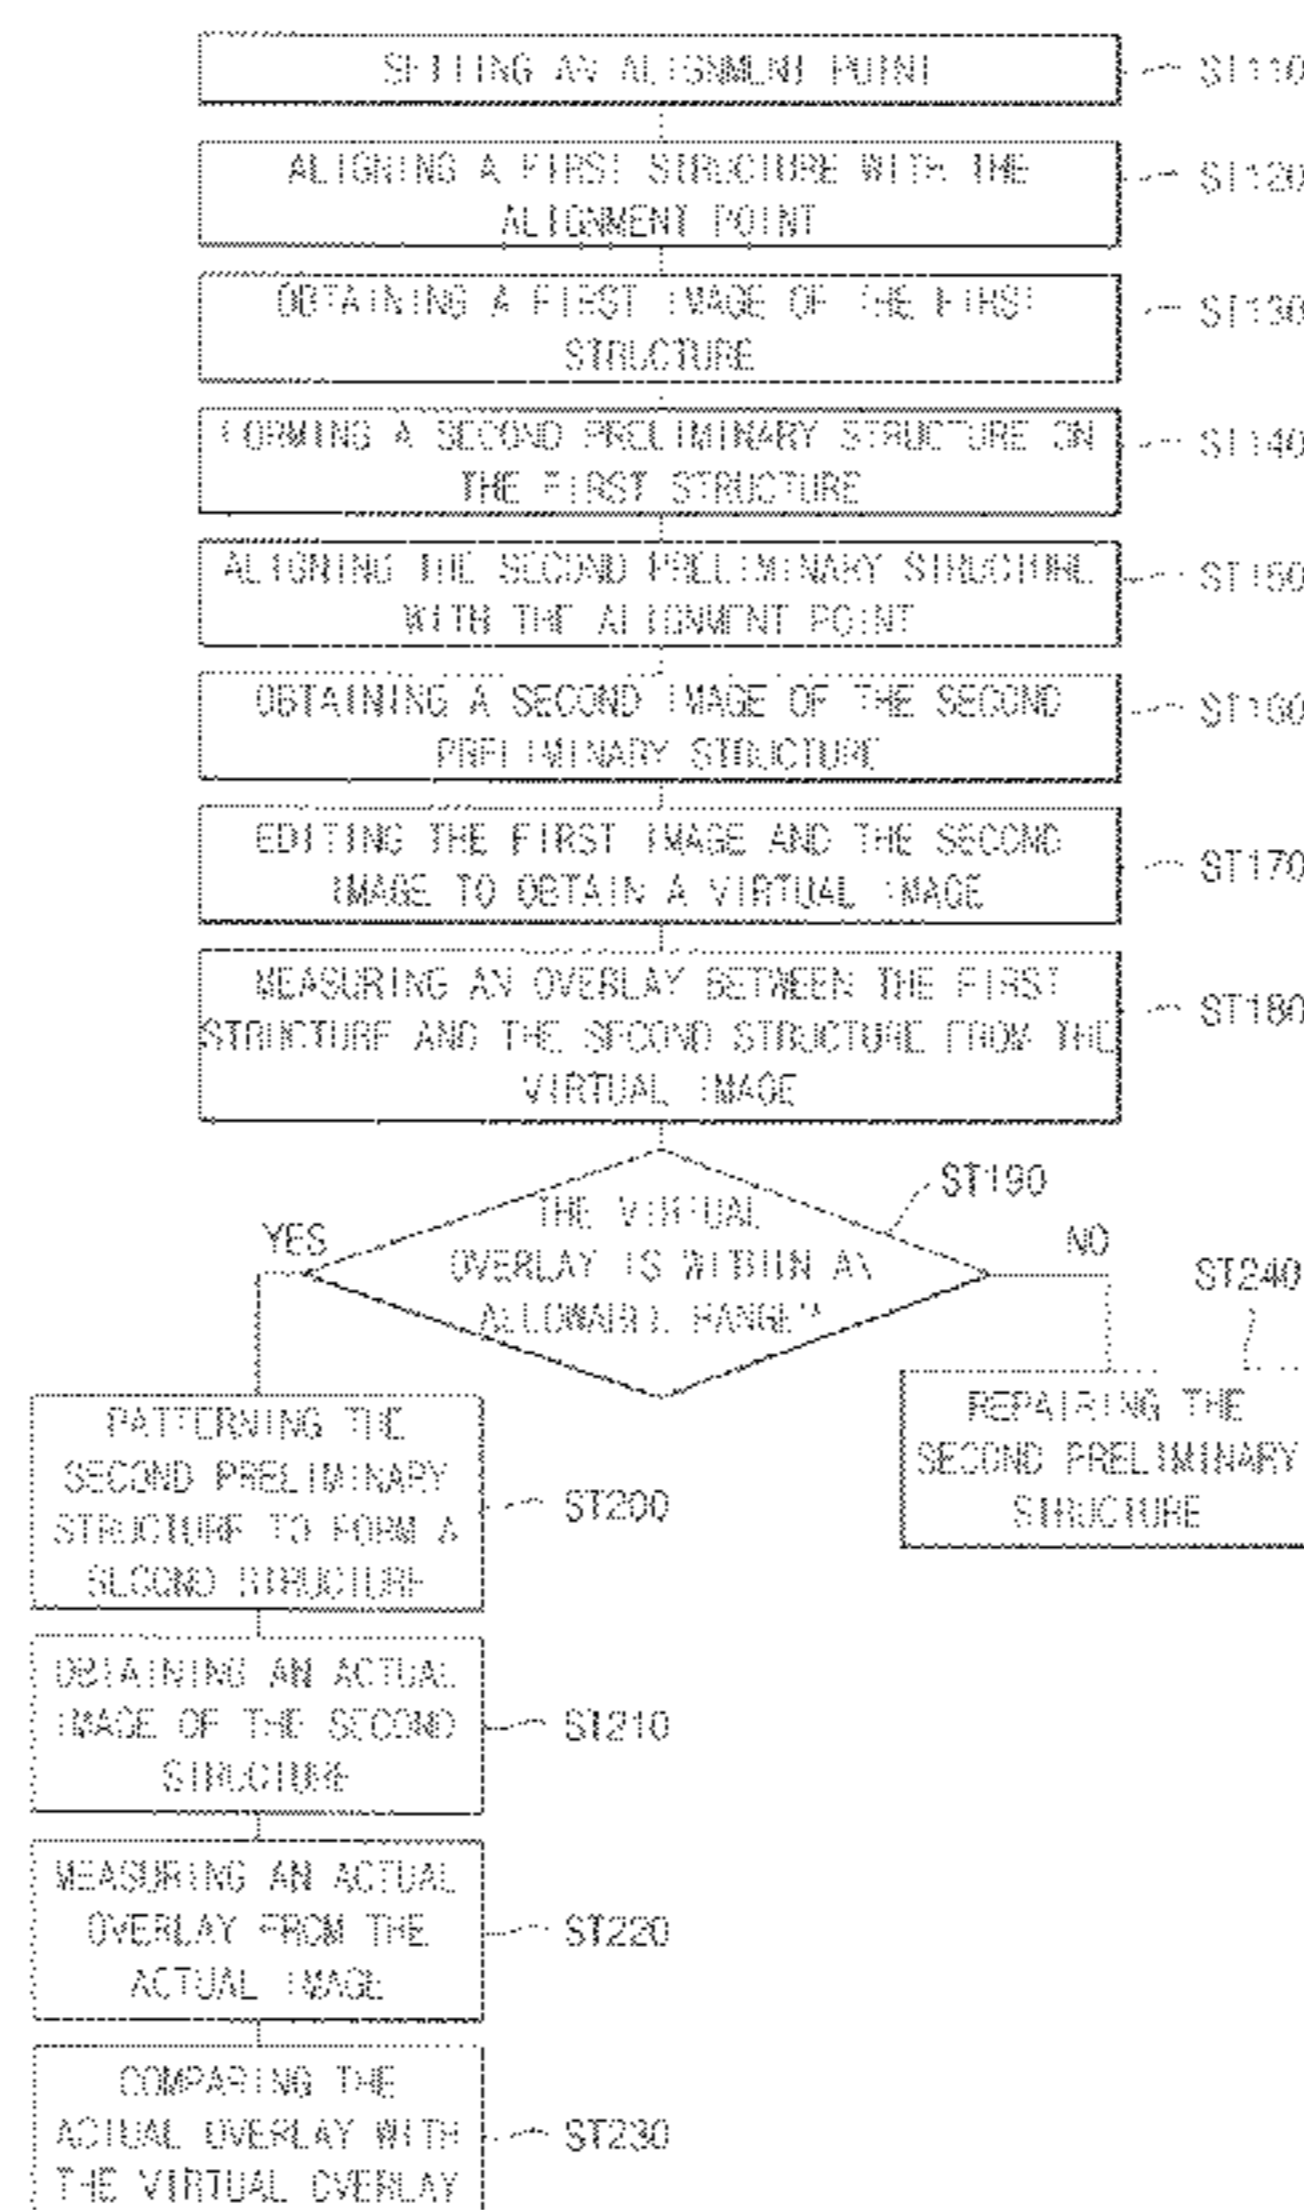 SETTING AN ALIGNMENT POINT
ST110
ALIGNING A FIRST STRUCTURE WITH THE
ALIGNMENT POINT
ST120
OBTAINING A FIRST IMAGE OF THE FIRST
STRUCTURE
ST130
FORMING A SECOND PRELIMINARY STRUCTURE ON
THE FIRST STRUCTURE
ST140
ALIGNING THE SECOND PRELIMINARY STRUCTURE
WITH THE ALIGNMENT POINT
ST150
OBTAINING A SECOND IMAGE OF THE SECOND
PRELIMINARY STRUCTURE
ST160
EDITING THE FIRST IMAGE AND THE SECOND
IMAGE TO OBTAIN A VIRTUAL IMAGE
ST170
MEASURING AN OVERLAY BETWEEN THE FIRST
STRUCTURE AND THE SECOND STRUCTURE FROM THE
VIRTUAL IMAGE
ST180
THE VIRTUAL
OVERLAY IS WITHIN AN
ALLOWABLE RANGE?
ST190
YES
NO
ST240
REPAIRING THE
SECOND PRELIMINARY
STRUCTURE
PATTERNING THE
SECOND PRELIMINARY
STRUCTURE TO FORM A
SECOND STRUCTURE
ST200
OBTAINING AN ACTUAL
IMAGE OF THE SECOND
STRUCTURE
ST210
MEASURING AN ACTUAL
OVERLAY FROM THE
ACTUAL IMAGE
ST220
COMPARING THE
ACTUAL OVERLAY WITH
THE VIRTUAL OVERLAY
ST230